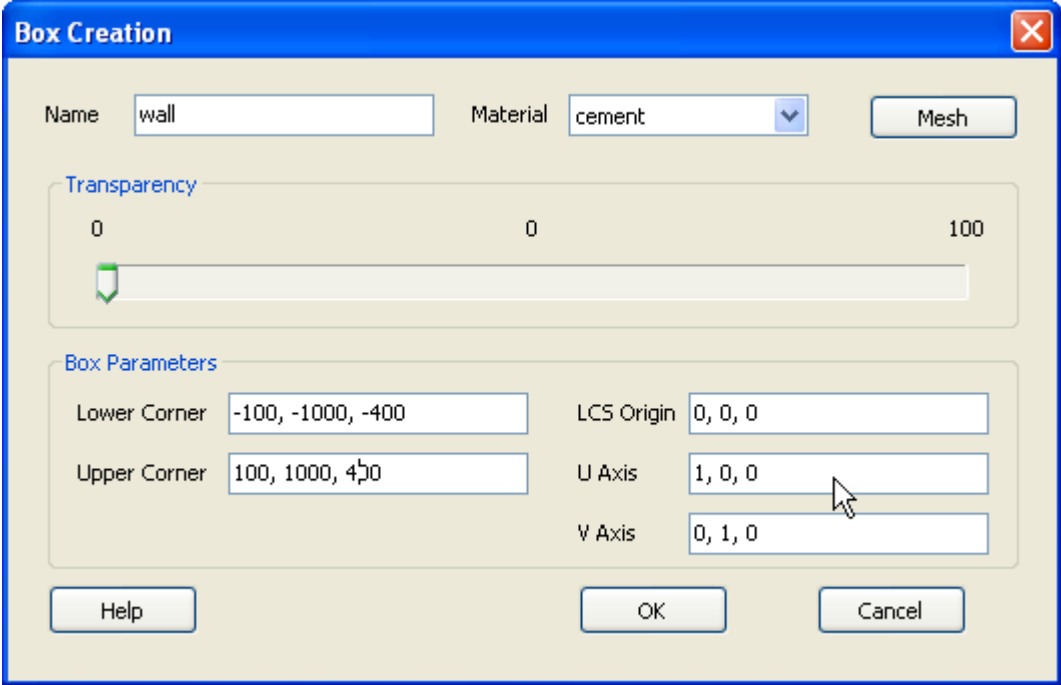 Box Creation
Name wall Material cement Mesh
Transparency
0 0 100
Box Parameters
Lower Corner -100, -1000, -400 LCS Origin 0, 0, 0
Upper Corner 100, 1000, 400 U Axis 1, 0, 0
V Axis 0, 1, 0
Help OK Cancel